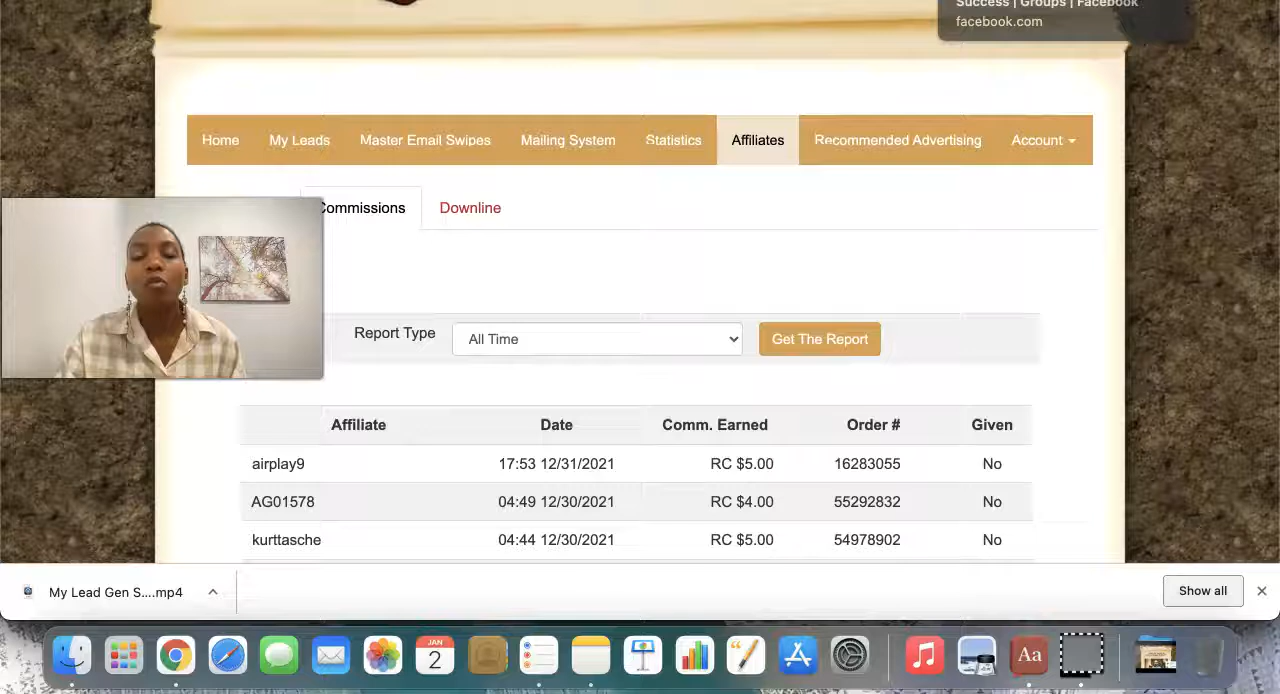 Success | Groups | Facebook
facebook.com
Home My Leads Master Email Swipes Mailing System Statistics Affiliates Recommended Advertising Account
Commissions Downline
Report Type All Time Get The Report
Affiliate Date Comm. Earned Order # Given
airplay9 17:53 12/31/2021 RC $5.00 16283055 No
AG01578 04:49 12/30/2021 RC $4.00 55292832 No
kurttasche 04:44 12/30/2021 RC $5.00 54978902 No
My Lead Gen S....mp4 Show all
JAN
2
Aa